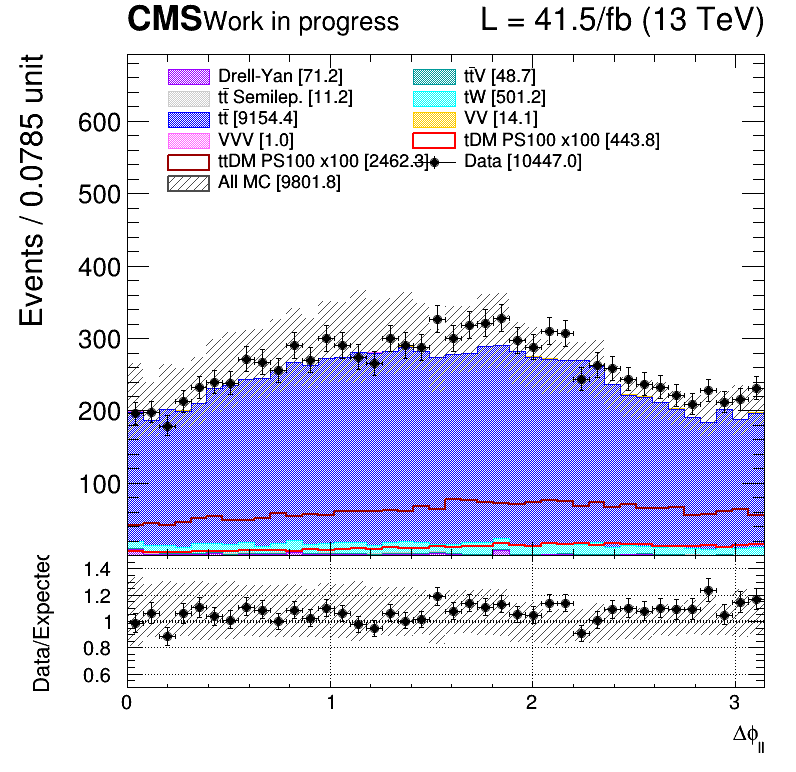 CMS Work in progress L = 41.5/fb (13 TeV)
Events / 0.0785 unit
600
500
400
300
200
100
Drell-Yan [71.2]
tt̄V [48.7]
tt̄ Semilep. [11.2]
tW [501.2]
tt̄ [9154.4]
VV [14.1]
VVV [1.0]
tDM PS100 x100 [443.8]
ttDM PS100 x100 [2462.3]
Data [10447.0]
All MC [9801.8]
Data/Expected
1.4
1.2
1
0.8
0.6
0 1 2 3
Δϕ_ll